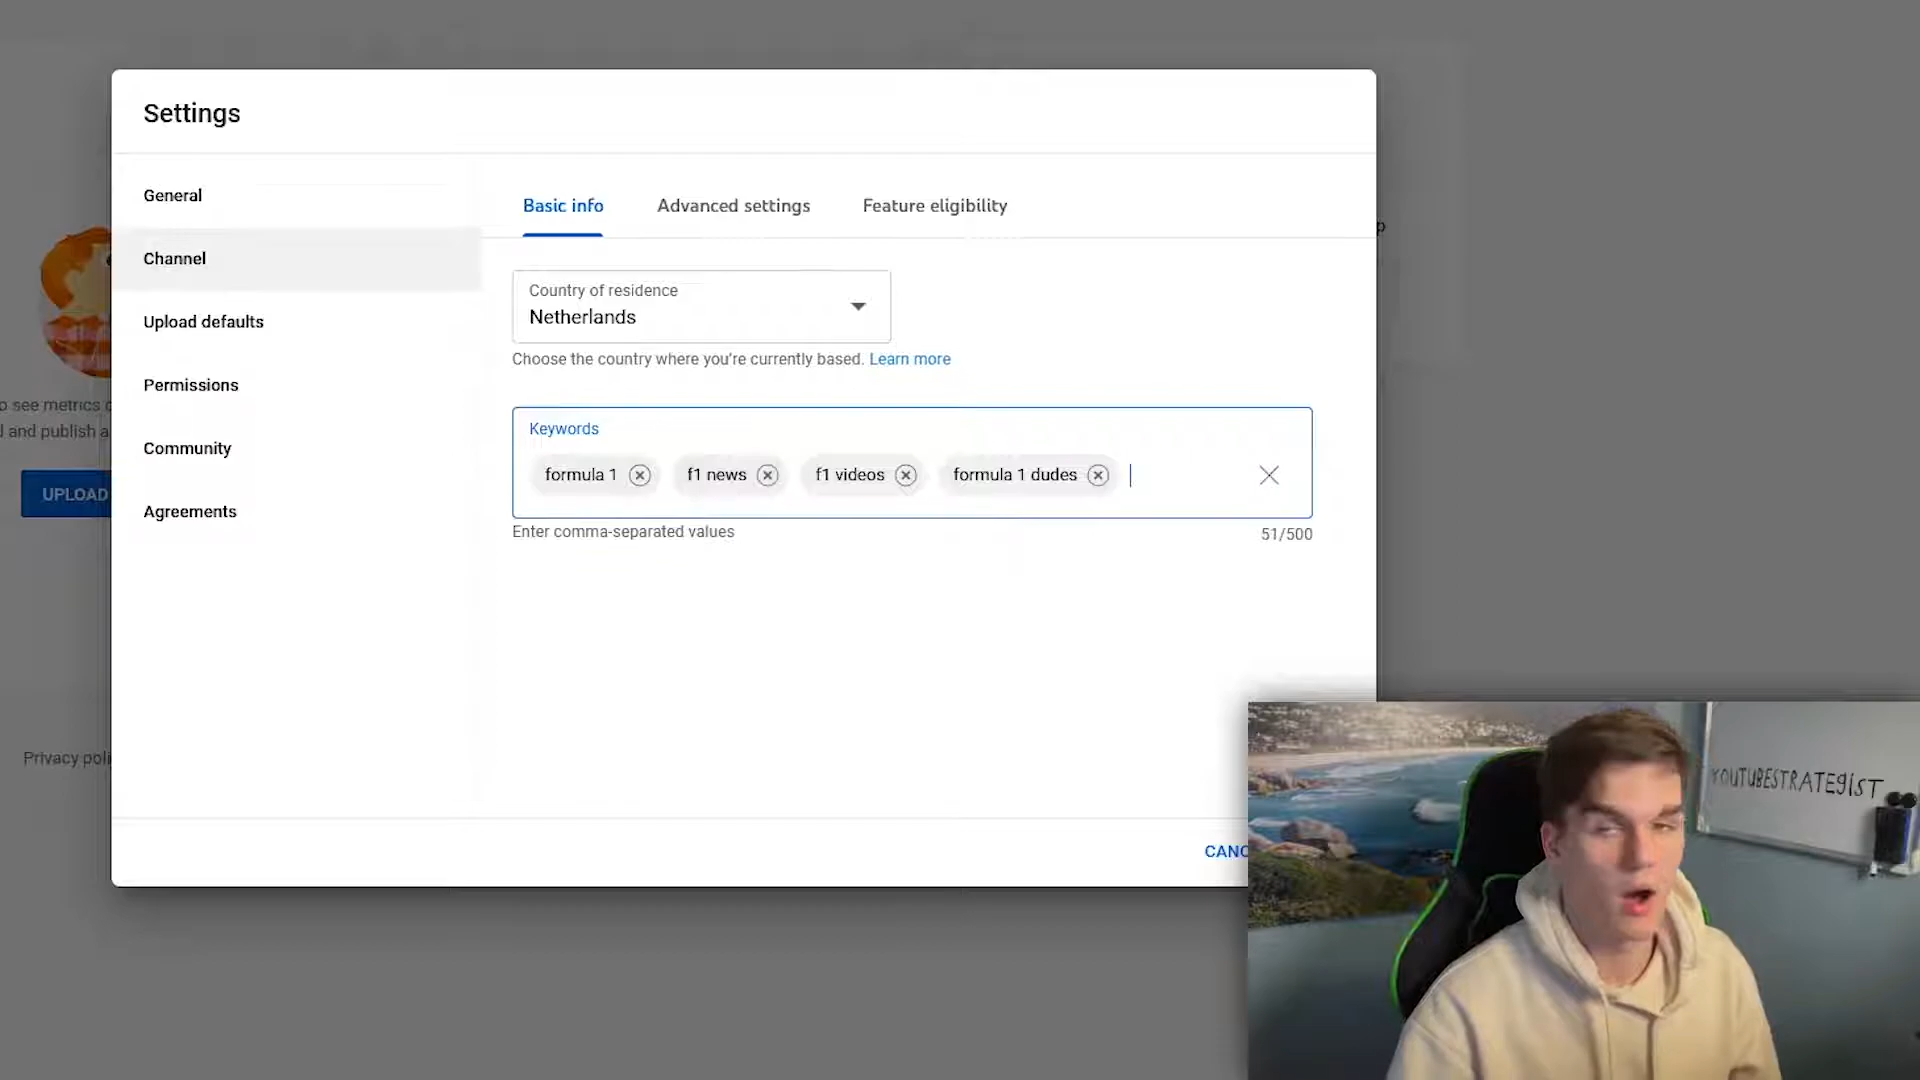 Settings
General
Channel
Upload defaults
Permissions
Community
Agreements
Basic info
Advanced settings
Feature eligibility
Country of residence
Netherlands
Choose the country where you're currently based. Learn more
Keywords
formula 1
f1 news
f1 videos
formula 1 dudes
Enter comma-separated values
51/500
o see metrics
d and publish a
UPLOAD
Privacy poli
CANC
p
YOUTUBESTRATEGIST